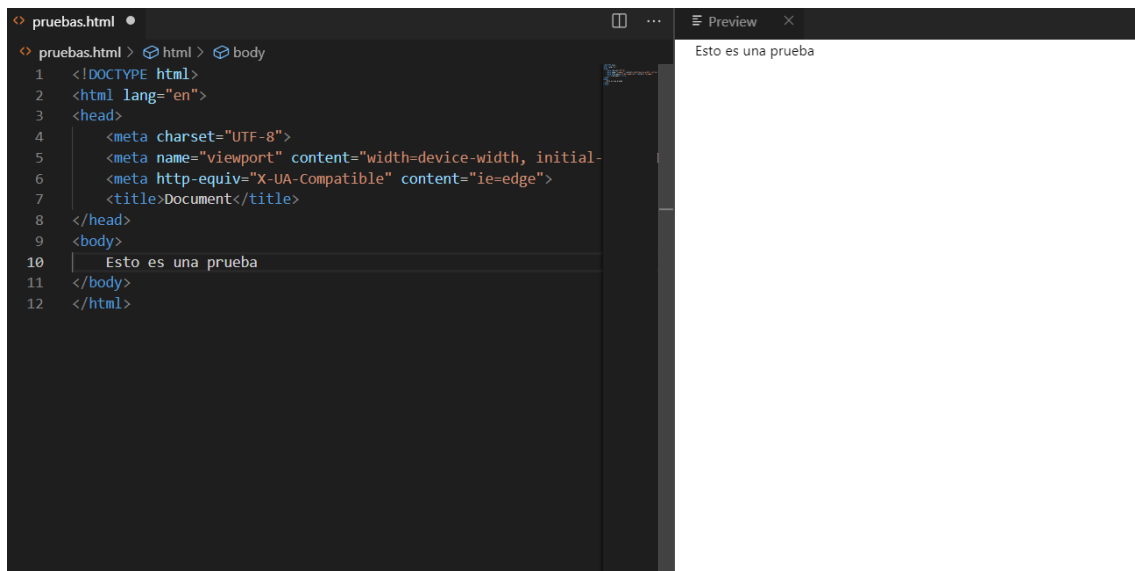 pruebas.html
Preview
pruebas.html > html > body
Esto es una prueba
1 <!DOCTYPE html>
2 <html lang="en">
3 <head>
4 <meta charset="UTF-8">
5 <meta name="viewport" content="width=device-width, initial-
6 <meta http-equiv="X-UA-Compatible" content="ie=edge">
7 <title>Document</title>
8 </head>
9 <body>
10 Esto es una prueba
11 </body>
12 </html>